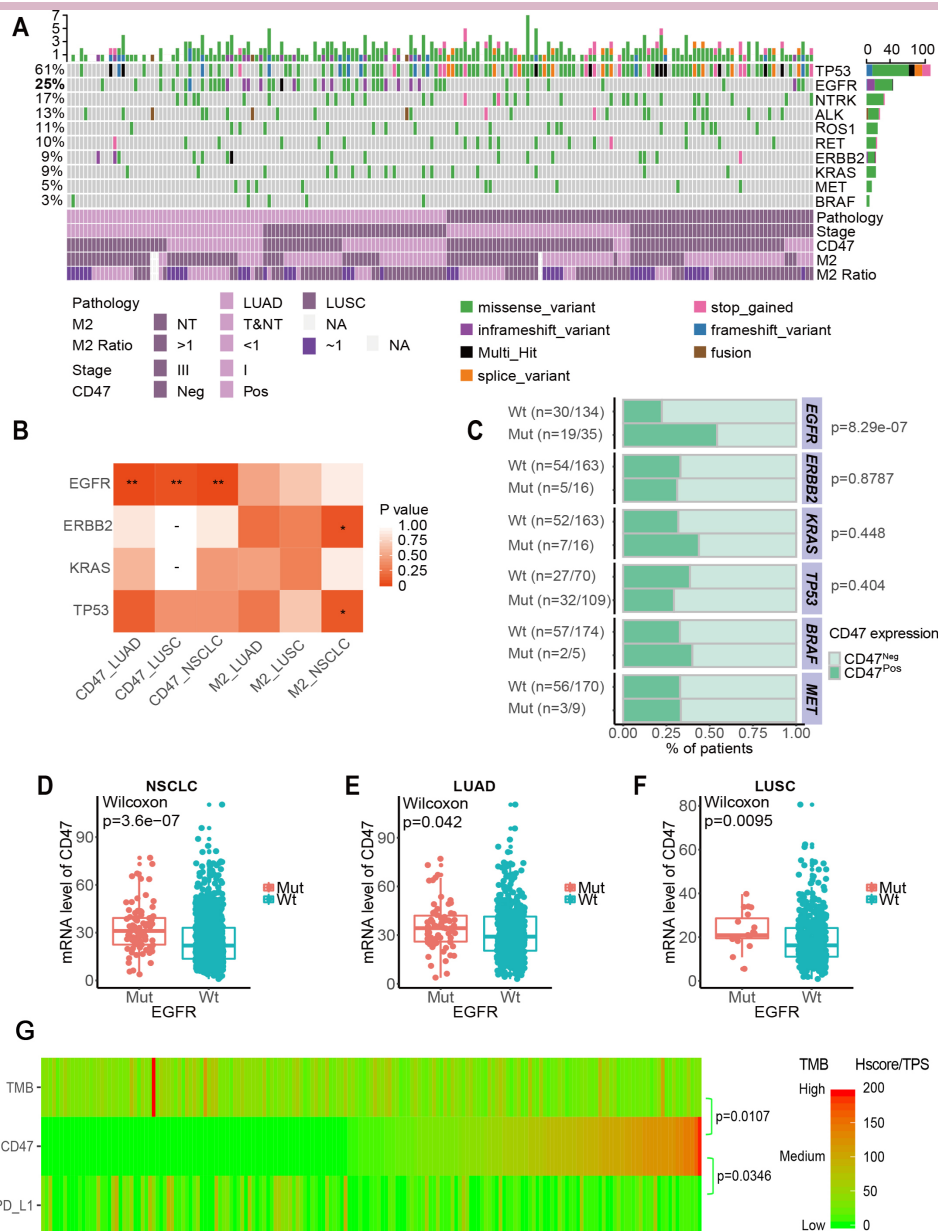 A
7
5
3
1
0 40 100
61% TP53
25% EGFR
17% NTRK
13% ALK
11% ROS1
10% RET
9% ERBB2
9% KRAS
5% MET
3% BRAF
Pathology
Stage
CD47
M2
M2 Ratio
Pathology LUAD LUSC
M2 NT T&NT NA
M2 Ratio >1 <1 ~1 NA
Stage III I
CD47 Neg Pos
missense_variant stop_gained
inframeshift_variant frameshift_variant
Multi_Hit fusion
splice_variant
B
EGFR ** ** **
ERBB2 - *
KRAS -
TP53 *
CD47_LUAD
CD47_LUSC
CD47_NSCLC
M2_LUAD
M2_LUSC
M2_NSCLC
P value
1.00
0.75
0.50
0.25
0
C
Wt (n=30/134)
Mut (n=19/35)
EGFR
p=8.29e-07
Wt (n=54/163)
Mut (n=5/16)
ERBB2
p=0.8787
Wt (n=52/163)
Mut (n=7/16)
KRAS
p=0.448
Wt (n=27/70)
Mut (n=32/109)
TP53
p=0.404
Wt (n=57/174)
Mut (n=2/5)
BRAF
Wt (n=56/170)
Mut (n=3/9)
MET
0.00 0.25 0.50 0.75 1.00
% of patients
CD47 expression
CD47Neg
CD47Pos
D
NSCLC
Wilcoxon
p=3.6e−07
mRNA level of CD47
90
60
30
0
Mut Wt
EGFR
Mut
Wt
E
LUAD
Wilcoxon
p=0.042
mRNA level of CD47
90
60
30
0
Mut Wt
EGFR
Mut
Wt
F
LUSC
Wilcoxon
p=0.0095
mRNA level of CD47
80
60
40
20
0
Mut Wt
EGFR
Mut
Wt
G
TMB
CD47
PD_L1
p=0.0107
p=0.0346
TMB Hscore/TPS
High 200
150
Medium 100
50
Low 0